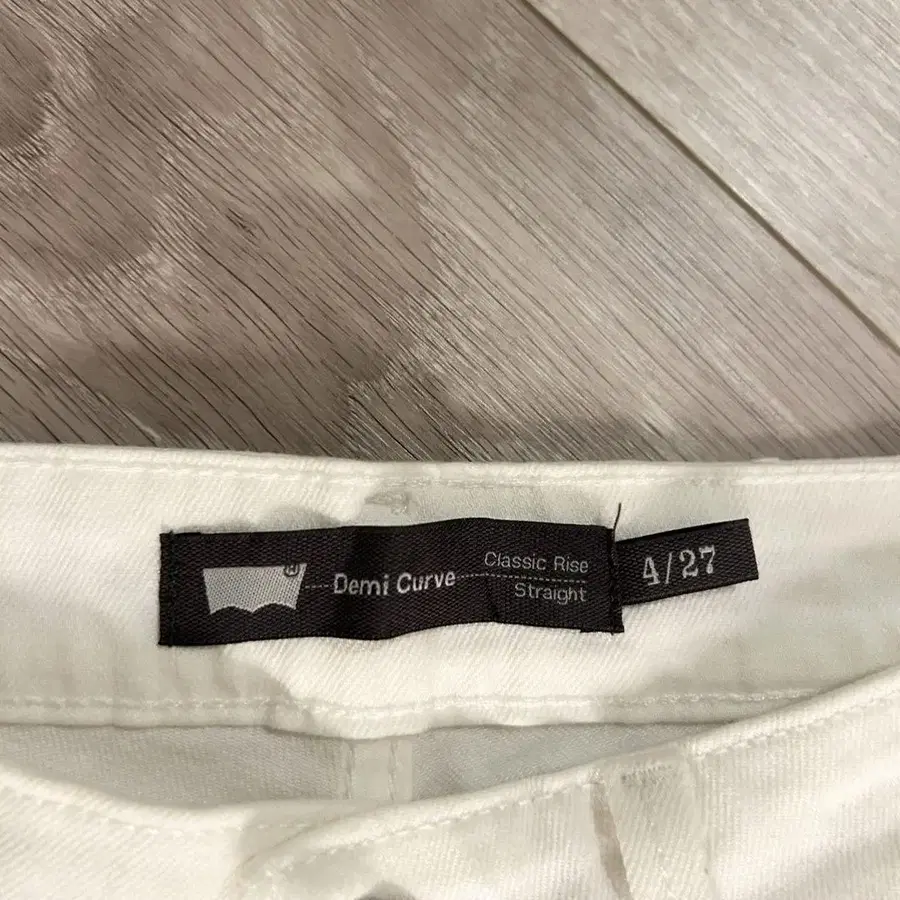 ®
Demi Curve
Classic Rise
Straight
4/27